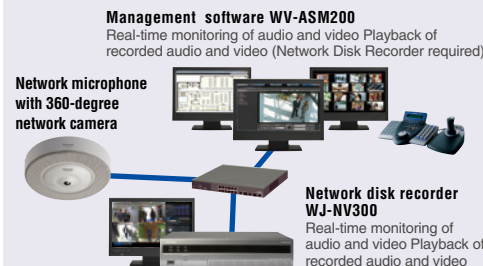 Management software WV-ASM200
Real-time monitoring of audio and video Playback of
recorded audio and video (Network Disk Recorder required)
Network microphone
with 360-degree
network camera
Network disk recorder
WJ-NV300
Real-time monitoring of
audio and video Playback of
recorded audio and video